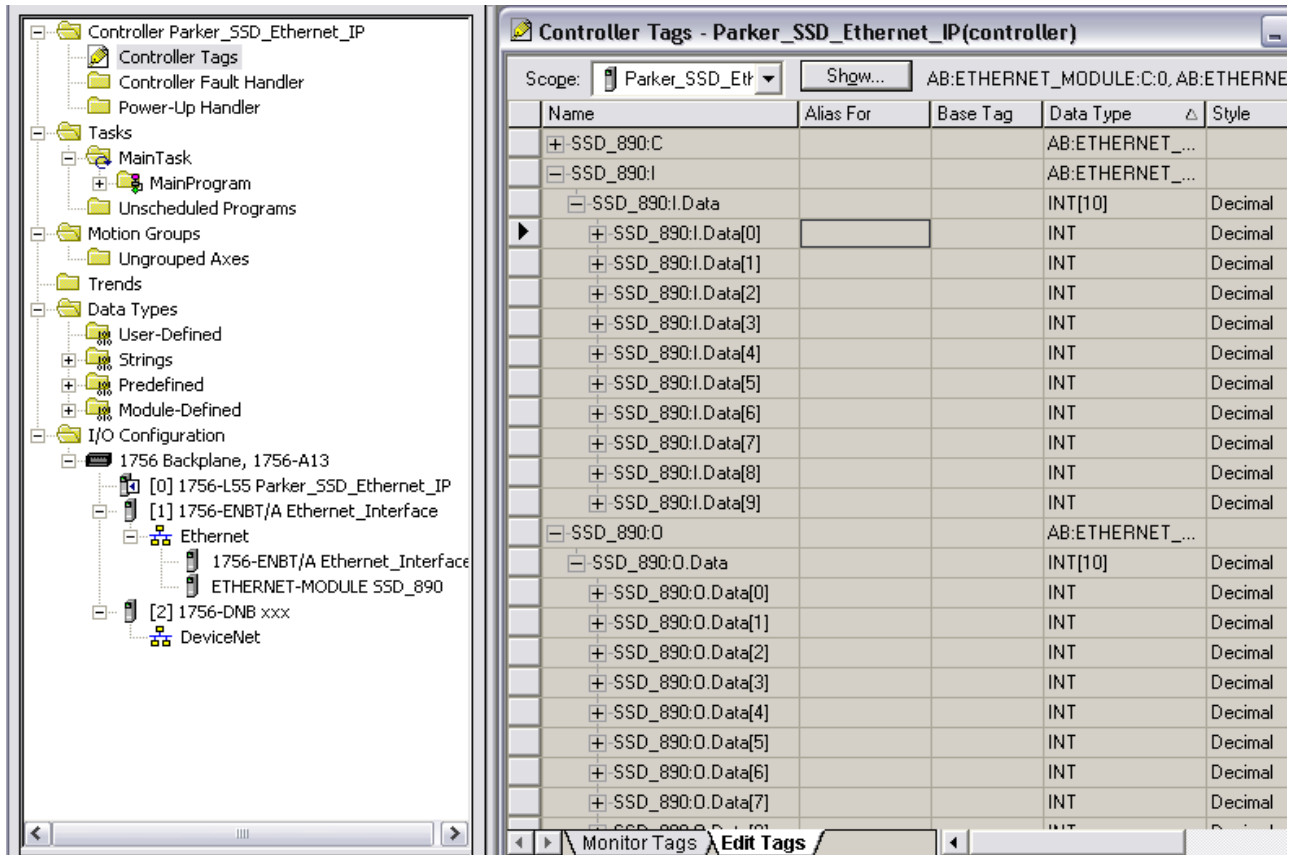 Controller Parker_SSD_Ethernet_IP
Controller Tags
Controller Fault Handler
Power-Up Handler
Tasks
MainTask
MainProgram
Unscheduled Programs
Motion Groups
Ungrouped Axes
Trends
Data Types
User-Defined
Strings
Predefined
Module-Defined
I/O Configuration
1756 Backplane, 1756-A13
[0] 1756-L55 Parker_SSD_Ethernet_IP
[1] 1756-ENBT/A Ethernet_Interface
Ethernet
1756-ENBT/A Ethernet_Interface
ETHERNET-MODULE SSD_890
[2] 1756-DNB xxx
DeviceNet
Controller Tags - Parker_SSD_Ethernet_IP(controller)
Scope: Parker_SSD_Eth Show... AB:ETHERNET_MODULE:C:0, AB:ETHERNE
Name Alias For Base Tag Data Type Style
SSD_890:C AB:ETHERNET_...
SSD_890:I AB:ETHERNET_...
SSD_890:I.Data INT[10] Decimal
SSD_890:I.Data[0] INT Decimal
SSD_890:I.Data[1] INT Decimal
SSD_890:I.Data[2] INT Decimal
SSD_890:I.Data[3] INT Decimal
SSD_890:I.Data[4] INT Decimal
SSD_890:I.Data[5] INT Decimal
SSD_890:I.Data[6] INT Decimal
SSD_890:I.Data[7] INT Decimal
SSD_890:I.Data[8] INT Decimal
SSD_890:I.Data[9] INT Decimal
SSD_890:O AB:ETHERNET_...
SSD_890:O.Data INT[10] Decimal
SSD_890:O.Data[0] INT Decimal
SSD_890:O.Data[1] INT Decimal
SSD_890:O.Data[2] INT Decimal
SSD_890:O.Data[3] INT Decimal
SSD_890:O.Data[4] INT Decimal
SSD_890:O.Data[5] INT Decimal
SSD_890:O.Data[6] INT Decimal
SSD_890:O.Data[7] INT Decimal
Monitor Tags Edit Tags